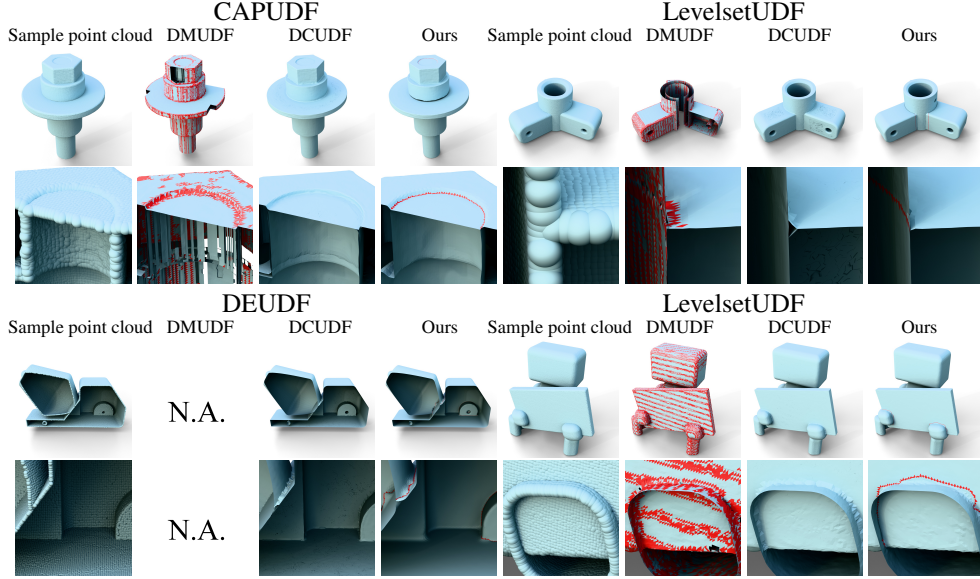 CAPUDF LevelsetUDF
Sample point cloud DMUDF DCUDF Ours Sample point cloud DMUDF DCUDF Ours
DEUDF LevelsetUDF
Sample point cloud DMUDF DCUDF Ours Sample point cloud DMUDF DCUDF Ours
N.A.
N.A.